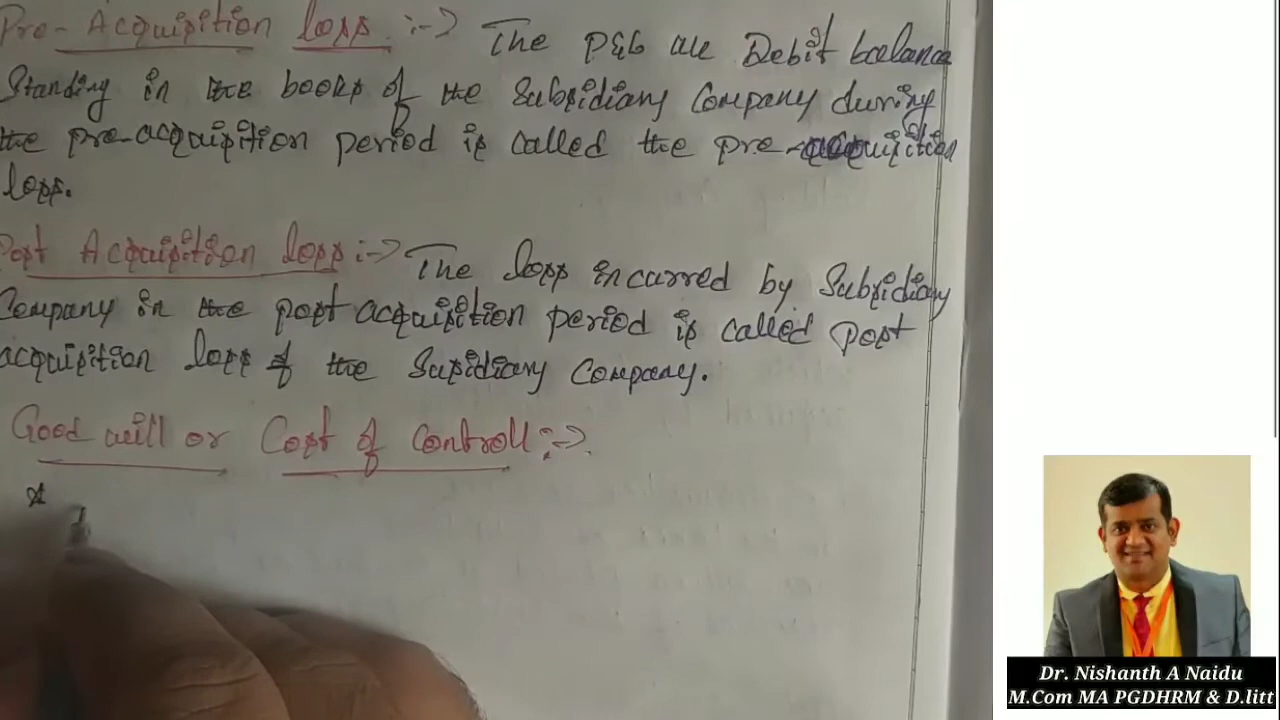 Pre-Acquisition loss :->  The P&L a/c Debit balance
Standing in the books of the Subsidiary Company during
the pre-acquisition period is called the pre-acquisition
loss.
Post Acquisition loss :-> The loss incurred by Subsidiary
Company in the post acquisition period is called Post
acquisition loss of the Supidiary Company.
Good will or Cost of Controll :->
*
Dr. Nishanth A Naidu
M.Com MA PGDHRM & D.litt